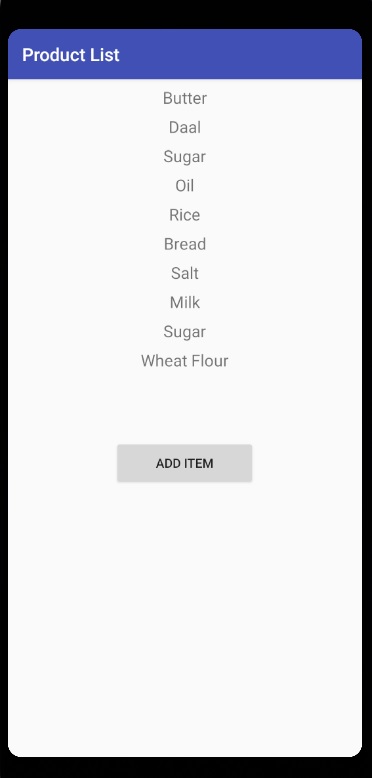 Product List
Butter
Daal
Sugar
Oil
Rice
Bread
Salt
Milk
Sugar
Wheat Flour
ADD ITEM